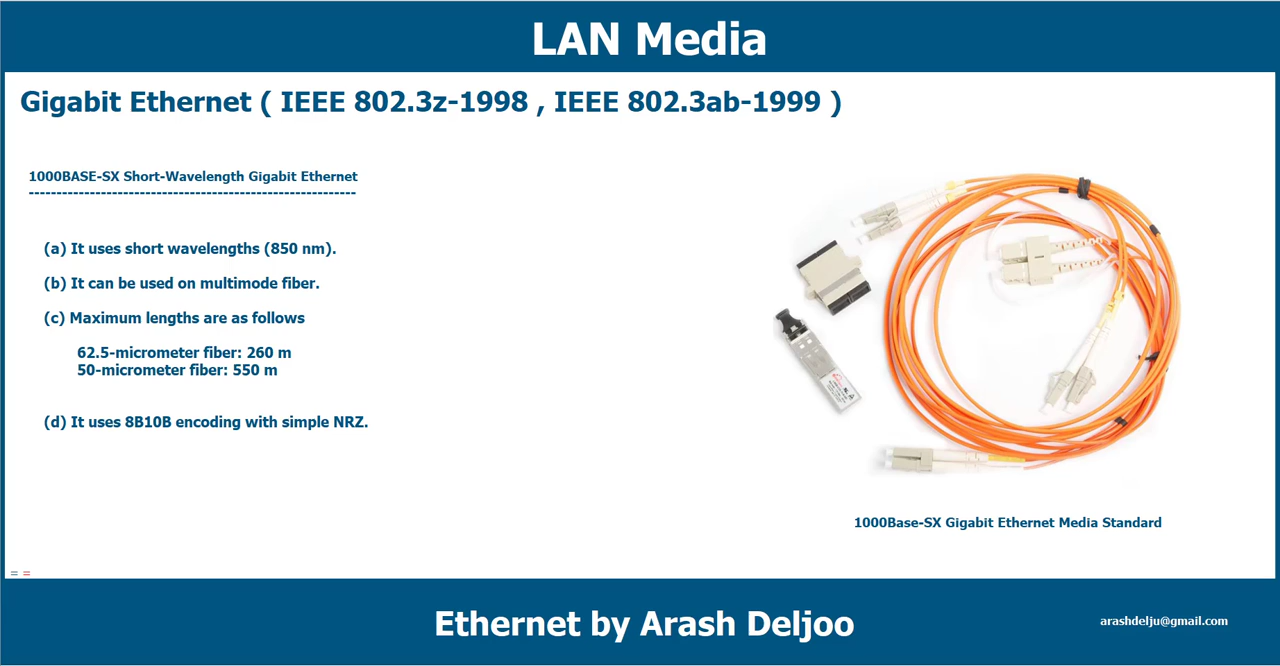 LAN Media
Gigabit Ethernet ( IEEE 802.3z-1998 , IEEE 802.3ab-1999 )
1000BASE-SX Short-Wavelength Gigabit Ethernet
-----------------------------------------------------------
(a) It uses short wavelengths (850 nm).
(b) It can be used on multimode fiber.
(c) Maximum lengths are as follows
62.5-micrometer fiber: 260 m
50-micrometer fiber: 550 m
(d) It uses 8B10B encoding with simple NRZ.
1000Base-SX Gigabit Ethernet Media Standard
= =
Ethernet by Arash Deljoo
arashdelju@gmail.com